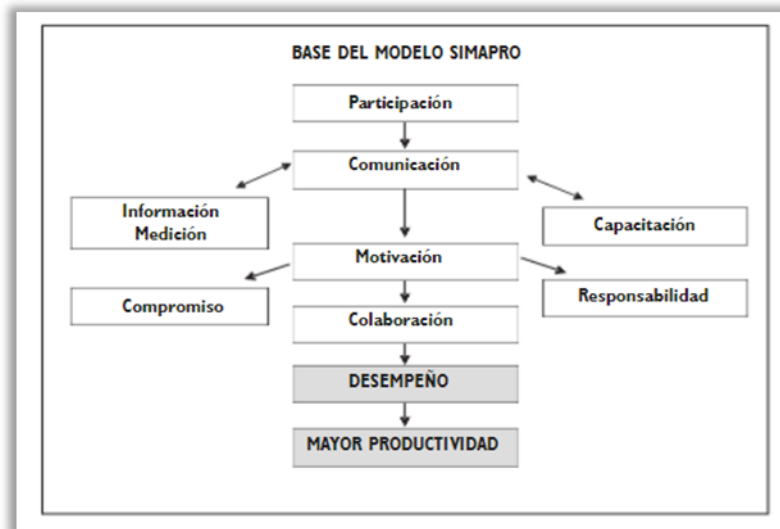 BASE DEL MODELO SIMAPRO
Participación
Comunicación
Información
Medición
Capacitación
Motivación
Compromiso
Responsabilidad
Colaboración
DESEMPEÑO
MAYOR PRODUCTIVIDAD